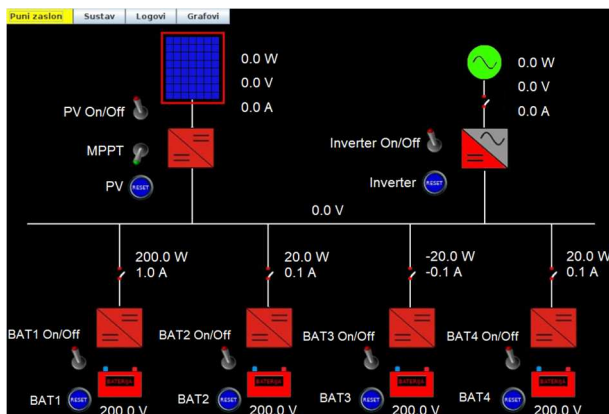 Puni zaslon Sustav Logovi Grafovi
0.0 W
0.0 V
0.0 A
PV On/Off
MPPT
PV RESET
0.0 W
0.0 V
0.0 A
Inverter On/Off
Inverter RESET
0.0 V
200.0 W
1.0 A
20.0 W
0.1 A
-20.0 W
-0.1 A
20.0 W
0.1 A
BAT1 On/Off
BAT2 On/Off
BAT3 On/Off
BAT4 On/Off
BATERIJA
BATERIJA
BATERIJA
BATERIJA
BAT1 RESET
BAT2 RESET
BAT3 RESET
BAT4 RESET
200.0 V
200.0 V
200.0 V
200.0 V